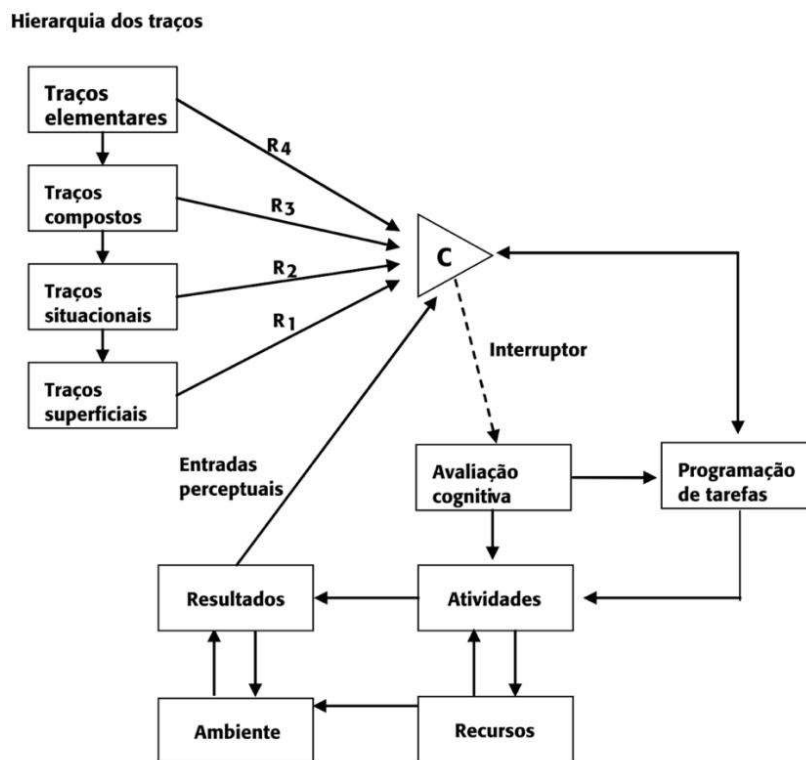 Hierarquia dos traços
Traços
elementares
R4
Traços
compostos
R3
C
Traços
situacionais
R2
R1
Interruptor
Traços
superficiais
Entradas
perceptuais
Avaliação
cognitiva
Programação
de tarefas
Resultados
Atividades
Ambiente
Recursos